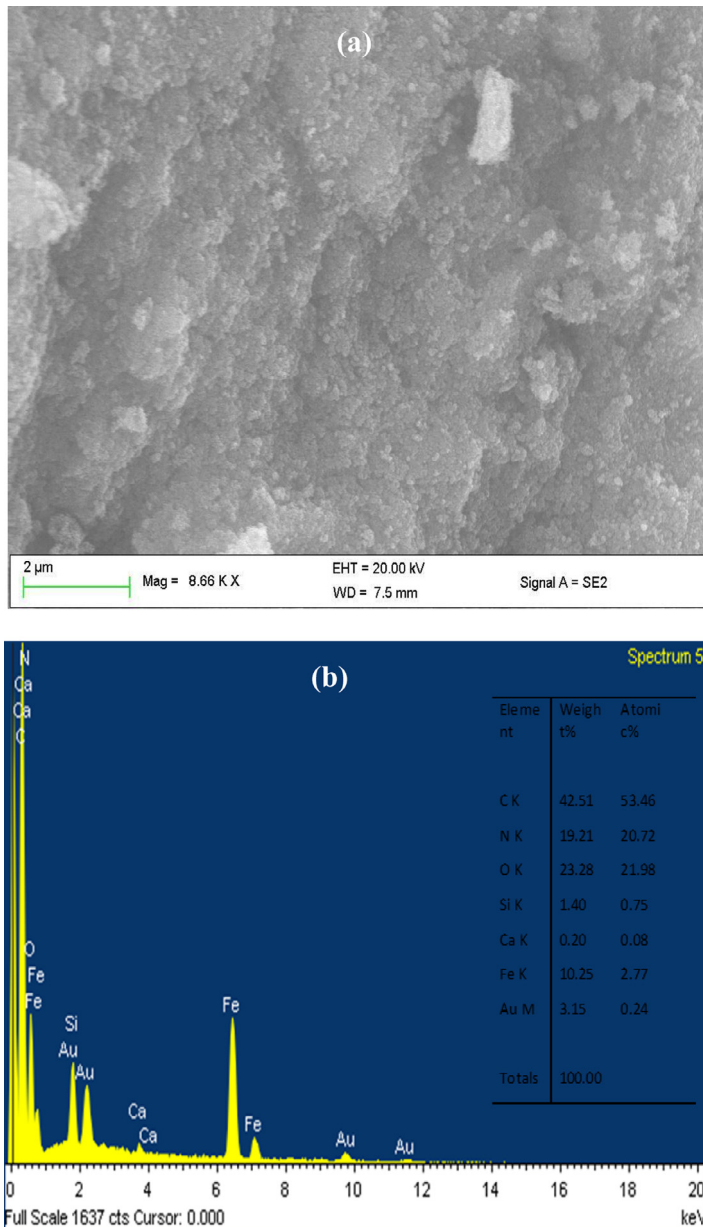 (a)
2 µm
Mag = 8.66 K X
EHT = 20.00 kV
WD = 7.5 mm
Signal A = SE2
(b)
Spectrum 5
N
Ca
Ca
C
O
Fe
Fe
Si
Au
Au
Ca
Ca
Fe
Fe
Au
Au
Eleme Weigh Atomi
nt t% c%
C K 42.51 53.46
N K 19.21 20.72
O K 23.28 21.98
Si K 1.40 0.75
Ca K 0.20 0.08
Fe K 10.25 2.77
Au M 3.15 0.24
Totals 100.00
0 2 4 6 8 10 12 14 16 18 20
Full Scale 1637 cts Cursor: 0.000 keV